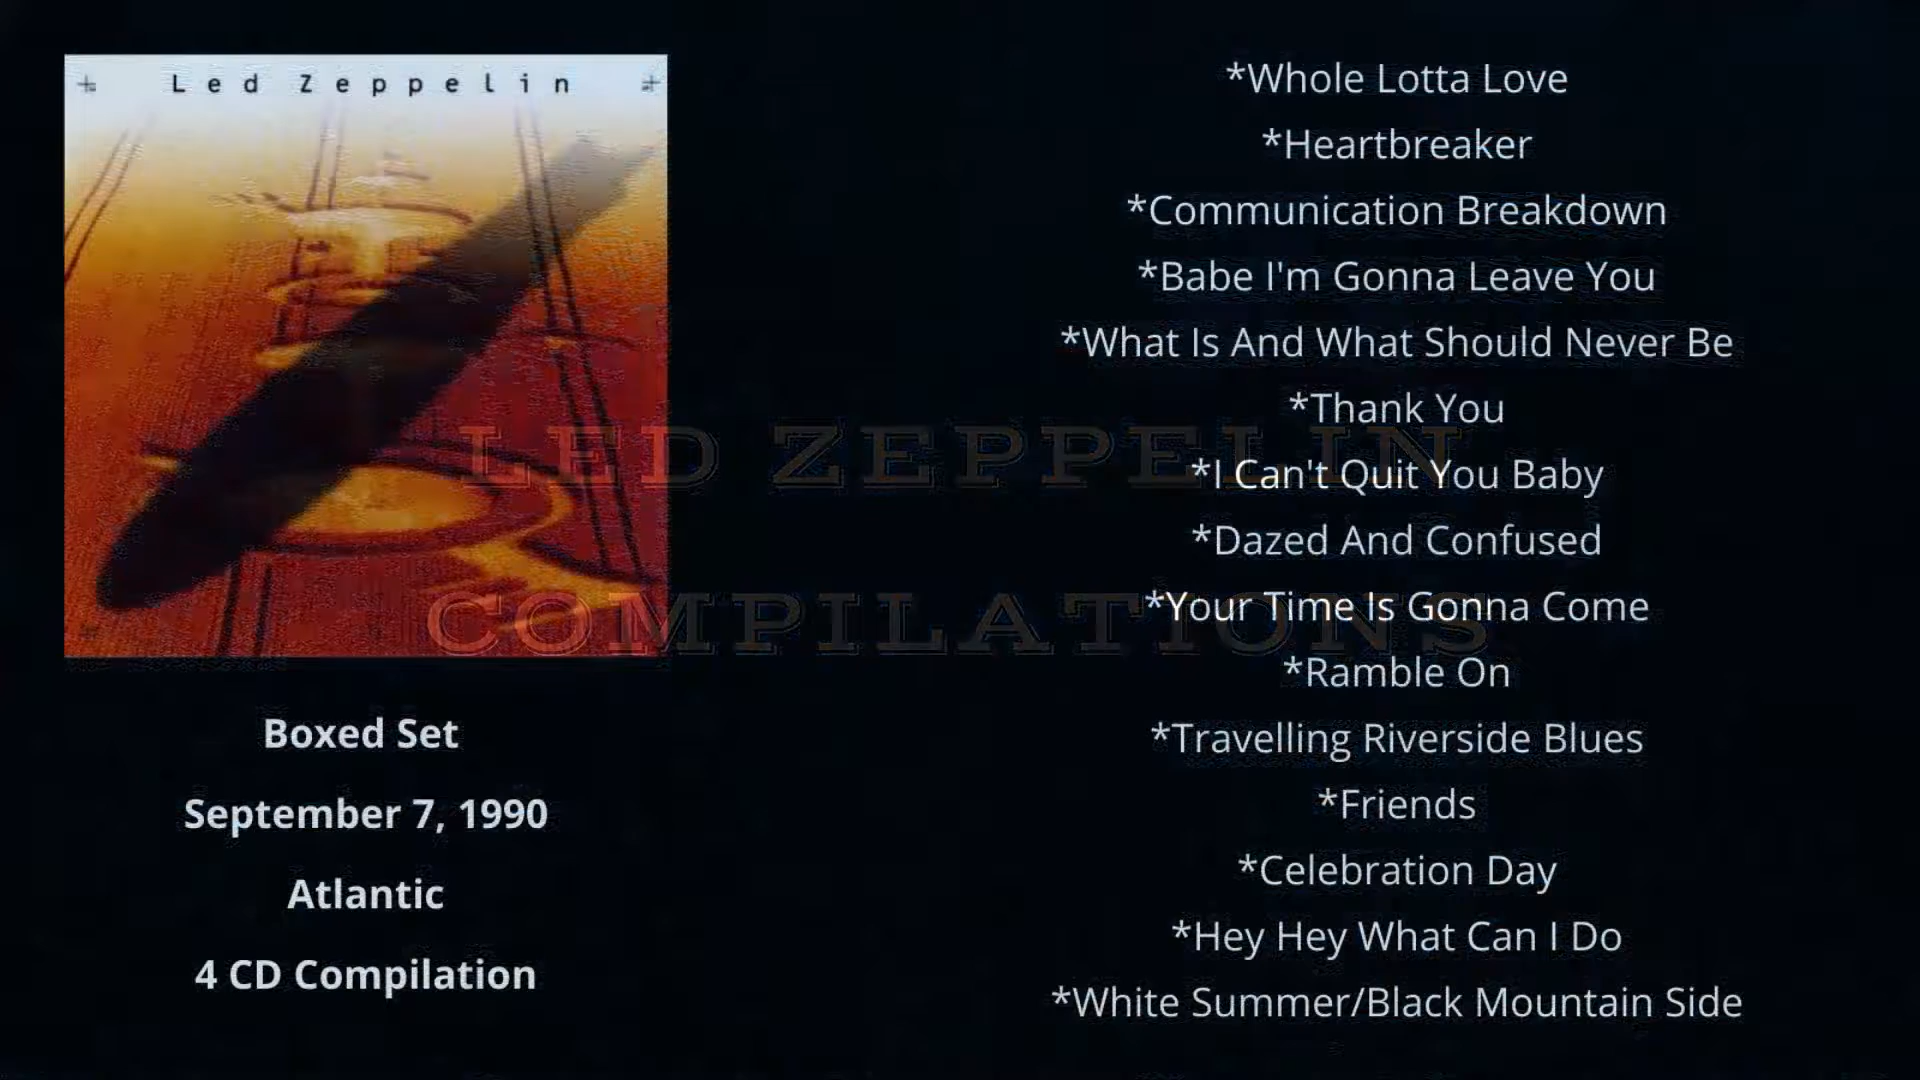 Led Zeppelin
Boxed Set
September 7, 1990
Atlantic
4 CD Compilation
*Whole Lotta Love
*Heartbreaker
*Communication Breakdown
*Babe I'm Gonna Leave You
*What Is And What Should Never Be
*Thank You
*I Can't Quit You Baby
*Dazed And Confused
*Your Time Is Gonna Come
*Ramble On
*Travelling Riverside Blues
*Friends
*Celebration Day
*Hey Hey What Can I Do
*White Summer/Black Mountain Side
LED ZEPPELIN
COMPILATIONS